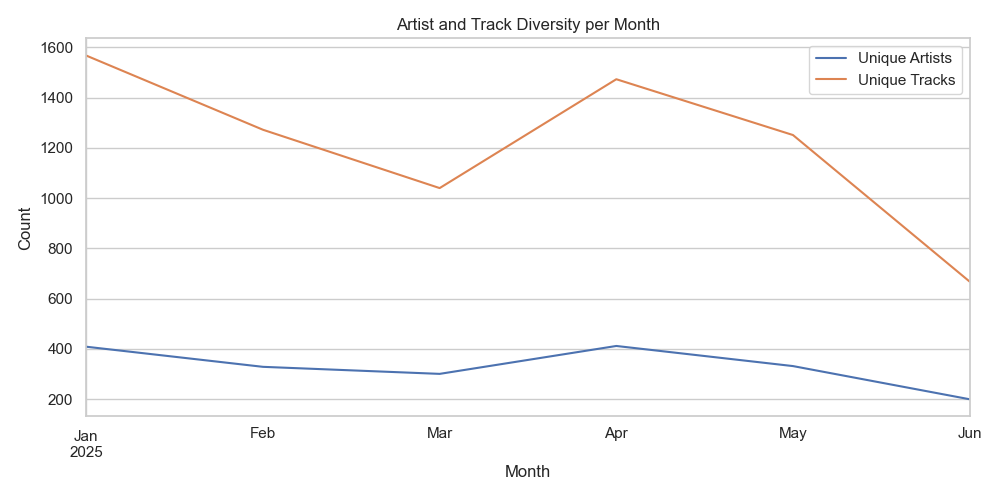 Artist and Track Diversity per Month
Unique Artists
Unique Tracks
Count
1600
1400
1200
1000
800
600
400
200
Jan
2025
Feb
Mar
Apr
May
Jun
Month